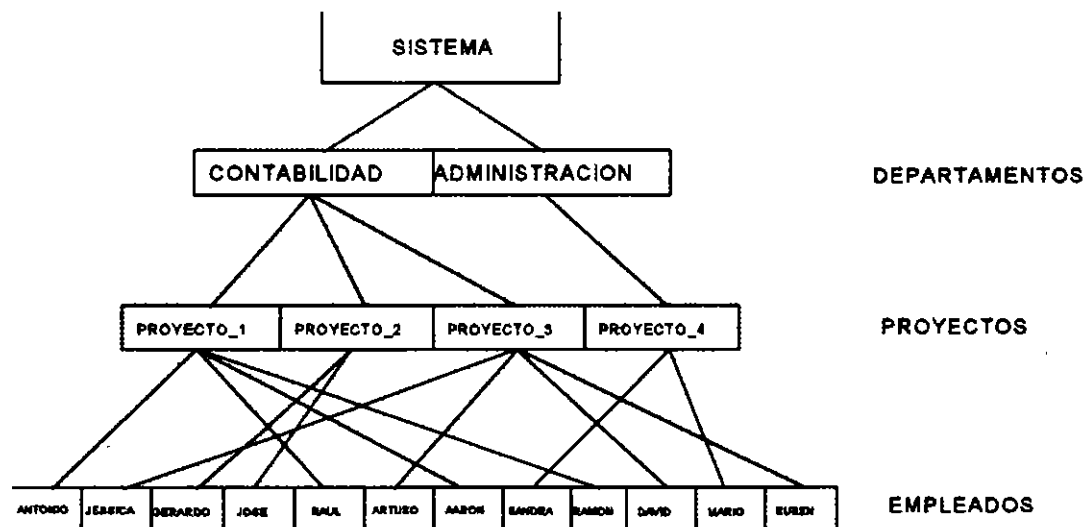 SISTEMA
CONTABILIDAD ADMINISTRACION DEPARTAMENTOS
PROYECTO_1 PROYECTO_2 PROYECTO_3 PROYECTO_4 PROYECTOS
ANTONIO JESSICA GERARDO JOSE RAUL ARTURO AARON SANDRA RAMON DAVID MARIO RUBEN EMPLEADOS